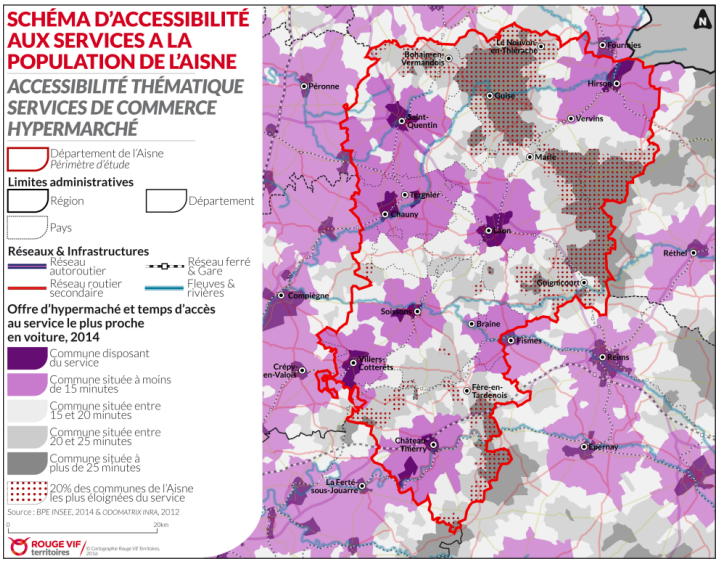 SCHÉMA D'ACCESSIBILITÉ
AUX SERVICES A LA
POPULATION DE L'AISNE
ACCESSIBILITÉ THÉMATIQUE
SERVICES DE COMMERCE
HYPERMARCHÉ
Département de l'Aisne
Périmètre d'étude
Limites administratives
Région
Département
Pays
Réseaux & Infrastructures
Réseau
autoroutier
Réseau ferré
& Gare
Réseau routier
secondaire
Fleuves &
rivières
Offre d'hypermaché et temps d'accès
au service le plus proche
en voiture, 2014
Commune disposant
du service
Commune située à moins
de 15 minutes
Commune située entre
15 et 20 minutes
Commune située entre
20 et 25 minutes
Commune située à
plus de 25 minutes
20% des communes de l'Aisne
les plus éloignées du service
Source : BPE INSEE, 2014 & ODOMATRIX INRA, 2012
0
20km
ROUGE VIF
territoires
© Cartographie Rouge Vif Territoires,
2016
N
Le Nouvion-
en-Thiérache
Fourmies
Bohain-en-
Vermandois
Péronne
Hirson
Guise
Saint-
Quentin
Vervins
Marle
Tergnier
Chauny
Laon
Réthel
Guignicourt
Compiègne
Soissons
Braine
Fismes
Reims
Villers-
Cotterêts
Crépy-
en-Valois
Fère-en-
Tardenois
Château-
Thierry
Epernay
La Ferté-
sous-Jouarre